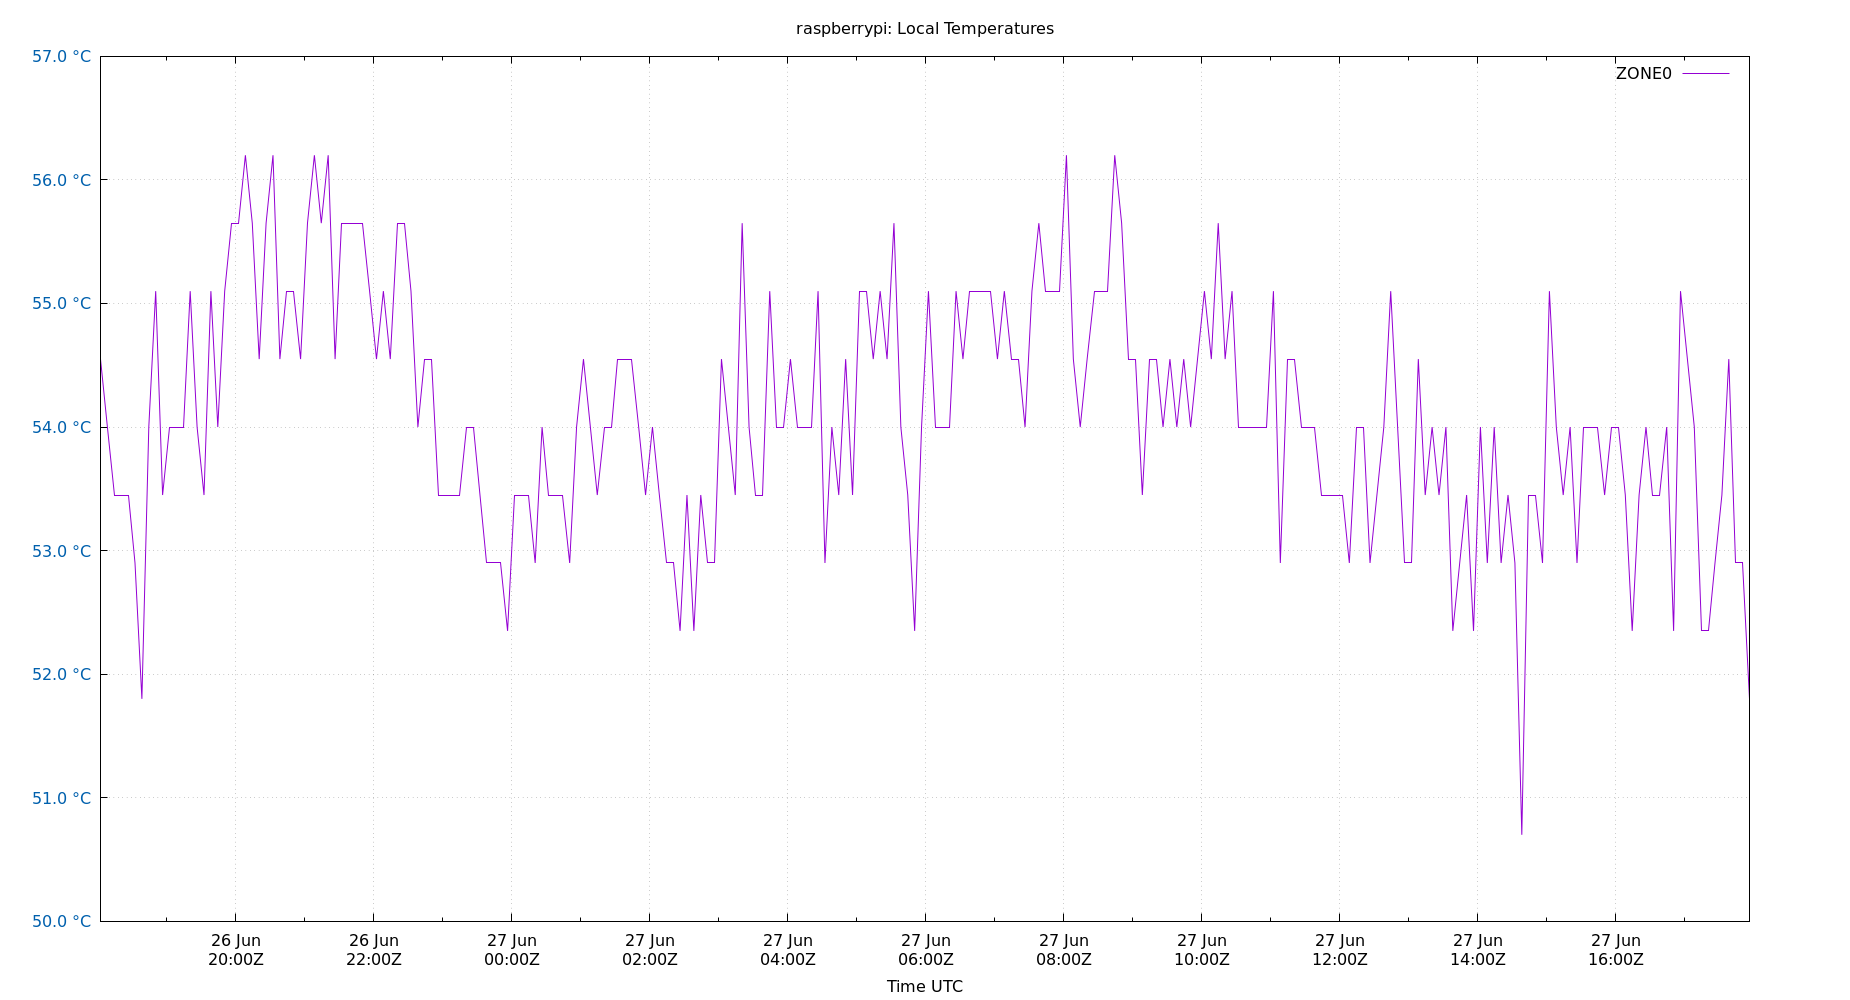 raspberrypi: Local Temperatures
57.0 °C
ZONE0
56.0 °C
55.0 °C
54.0 °C
53.0 °C
52.0 °C
51.0 °C
50.0 °C
26 Jun 26 Jun 27 Jun 27 Jun 27 Jun 27 Jun 27 Jun 27 Jun 27 Jun 27 Jun 27 Jun
20:00Z 22:00Z 00:00Z 02:00Z 04:00Z 06:00Z 08:00Z 10:00Z 12:00Z 14:00Z 16:00Z
Time UTC